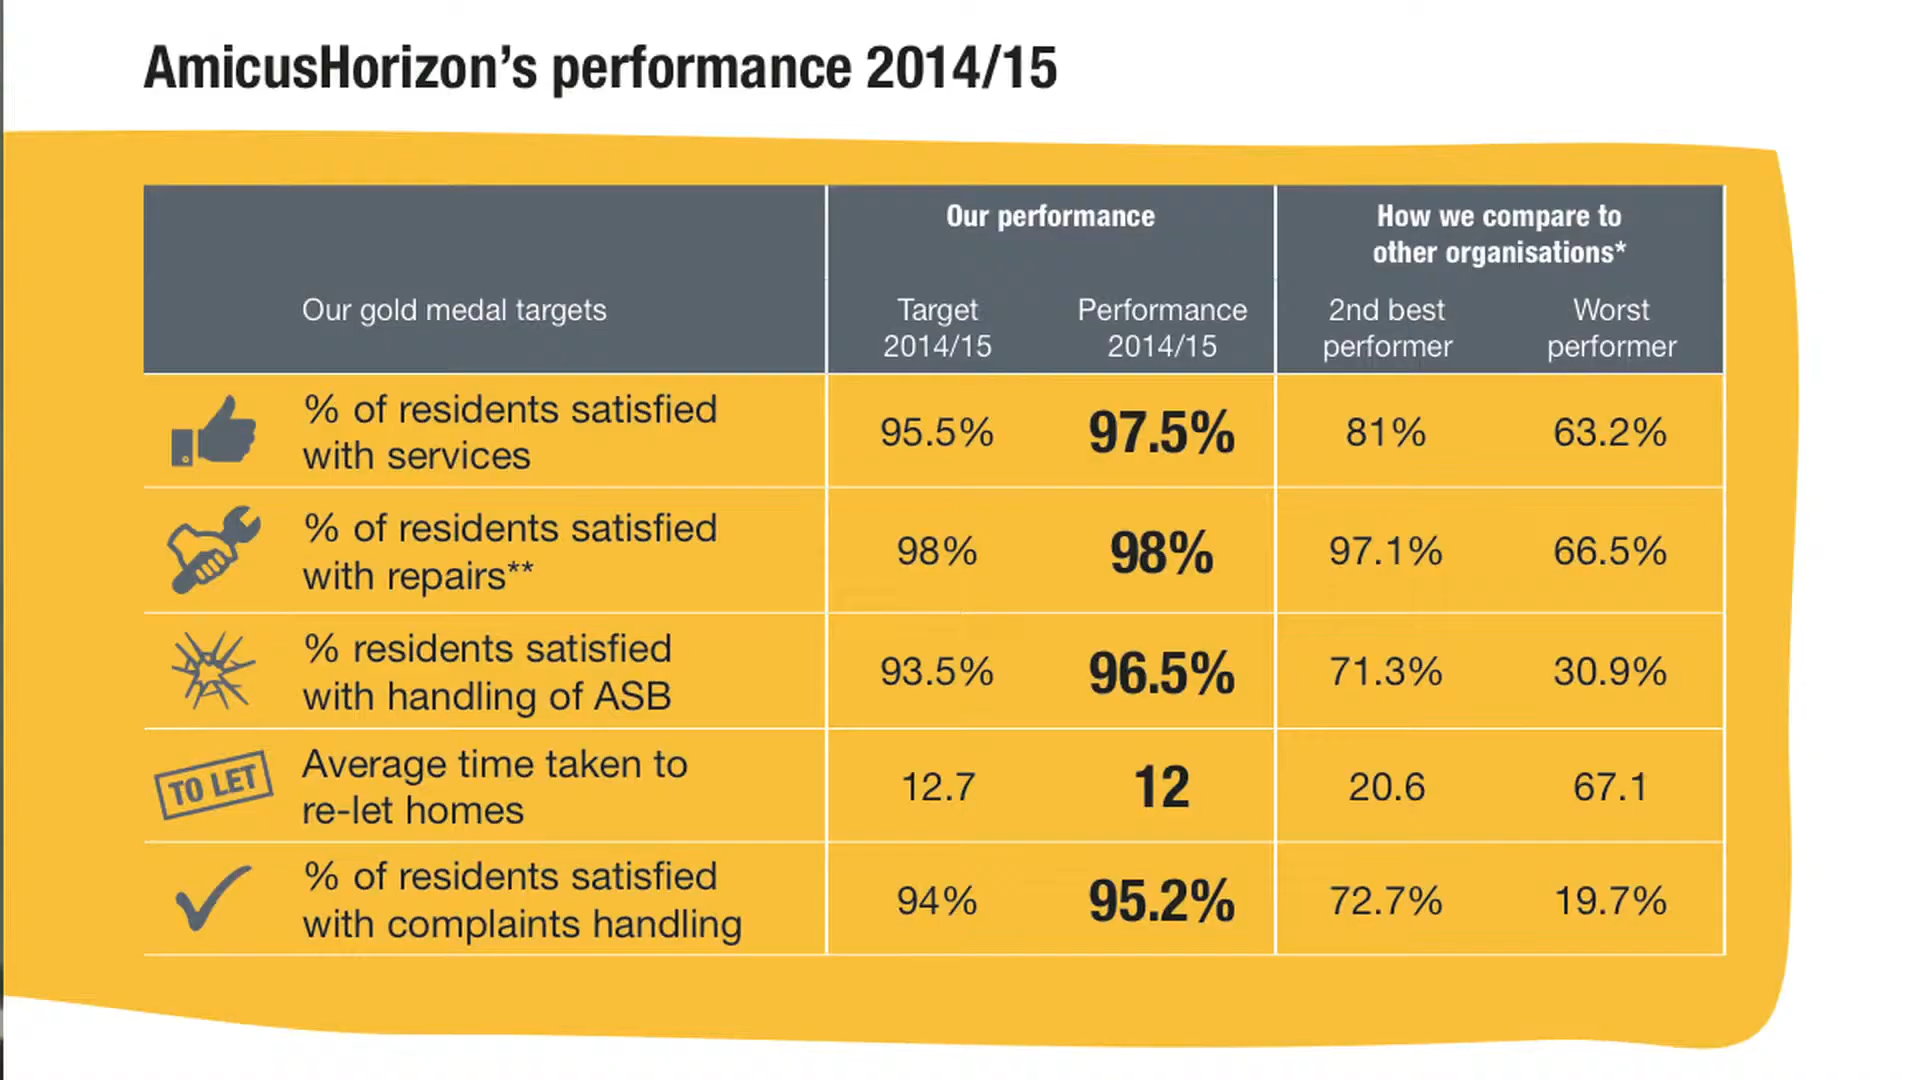 AmicusHorizon’s performance 2014/15
Our performance
How we compare to
other organisations*
Our gold medal targets
Target
2014/15
Performance
2014/15
2nd best
performer
Worst
performer
% of residents satisfied
with services
95.5%
97.5%
81%
63.2%
% of residents satisfied
with repairs**
98%
98%
97.1%
66.5%
% residents satisfied
with handling of ASB
93.5%
96.5%
71.3%
30.9%
TO LET
Average time taken to
re-let homes
12.7
12
20.6
67.1
% of residents satisfied
with complaints handling
94%
95.2%
72.7%
19.7%